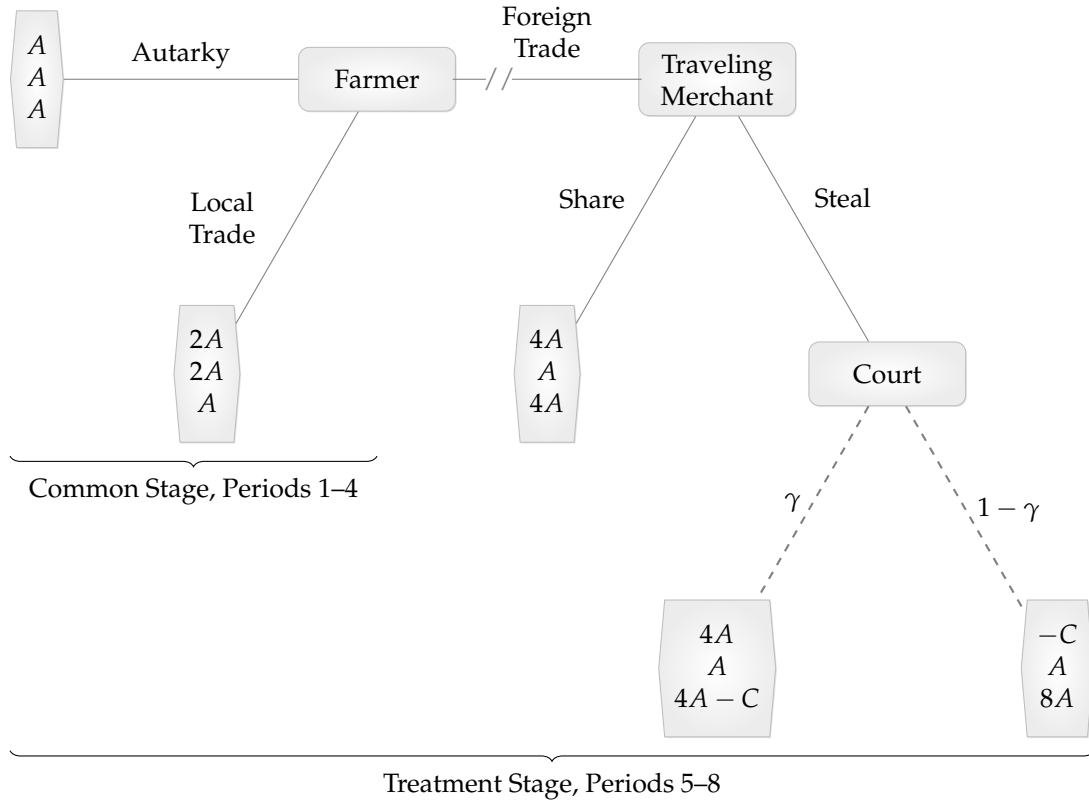 A
A
A
Autarky
Farmer
Foreign
Trade
Traveling
Merchant
Local
Trade
Share
Steal
2A
2A
A
4A
A
4A
Court
Common Stage, Periods 1–4
γ
1 − γ
4A
A
4A − C
−C
A
8A
Treatment Stage, Periods 5–8